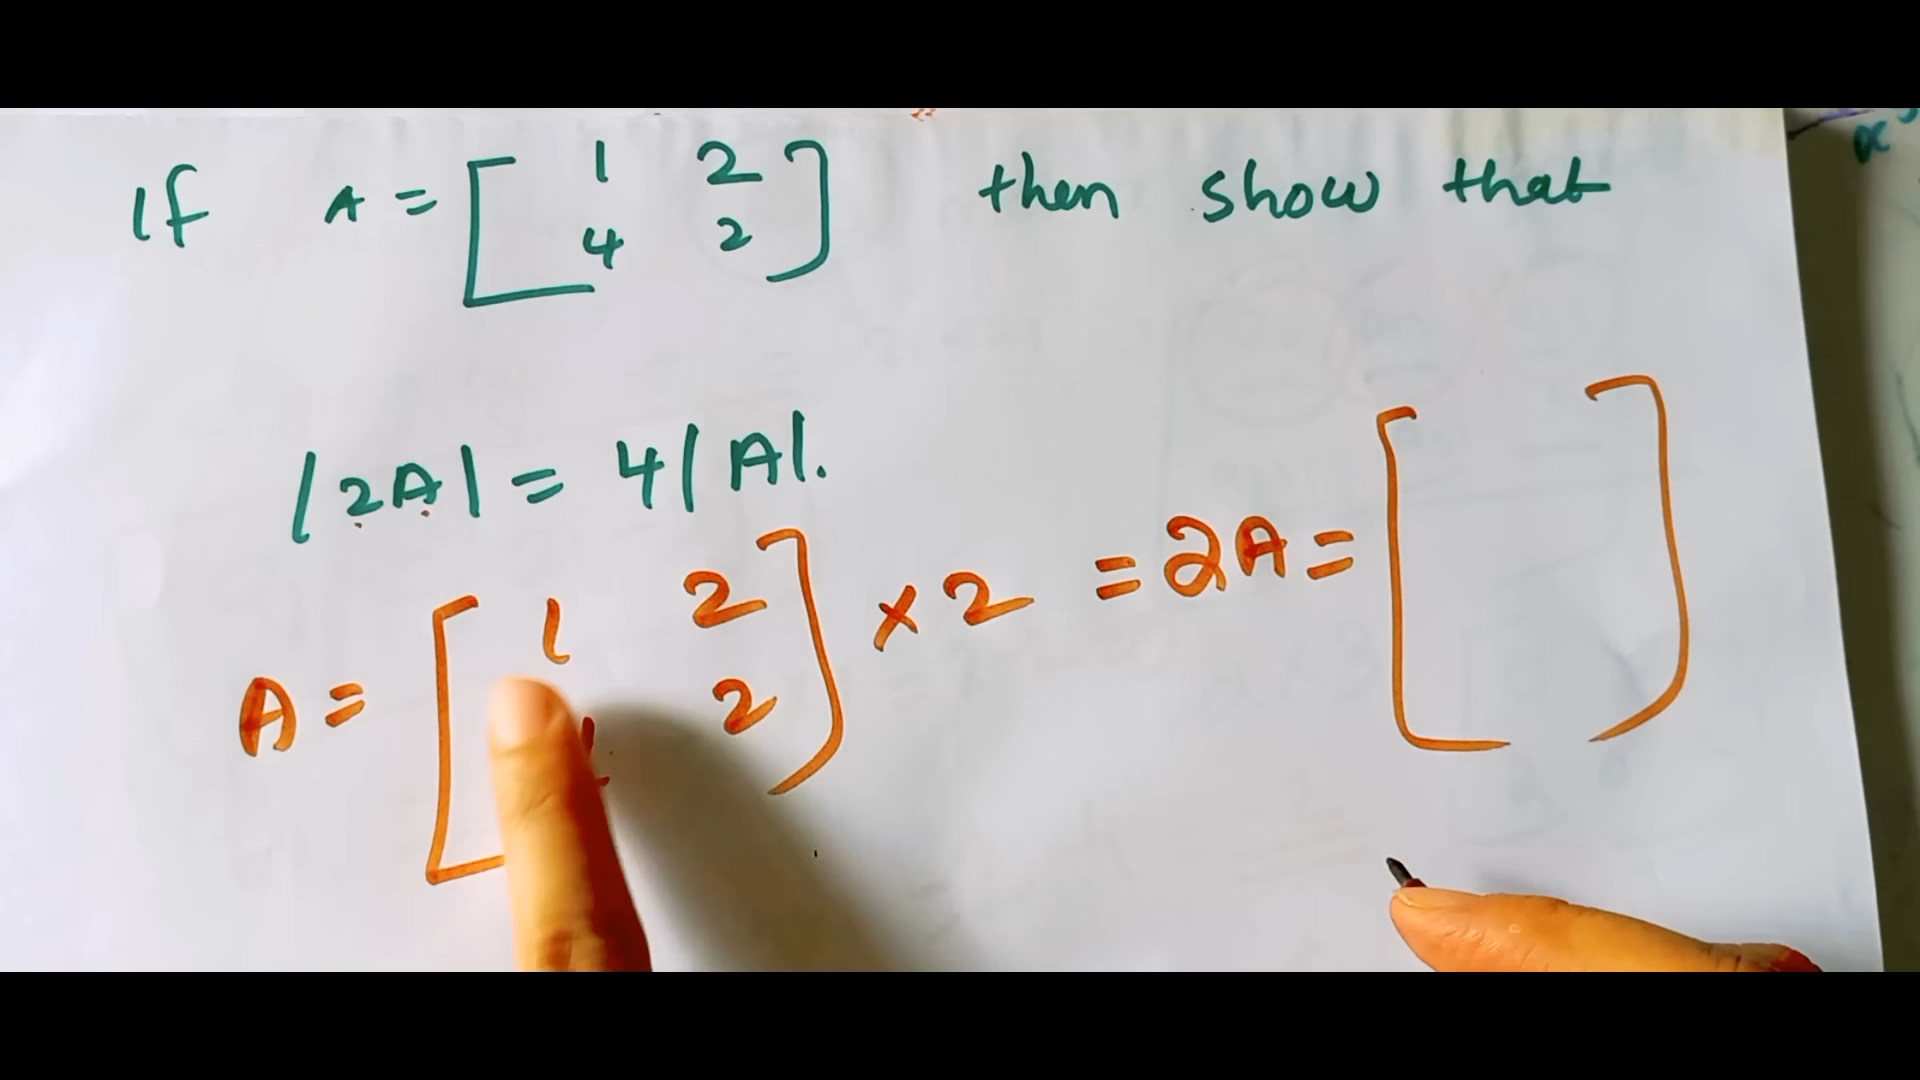 If A = [ 1 2 then show that
4 2 ]
|2A| = 4|A|.
A = [ 1 2 ] × 2 = 2A = [ ]
2